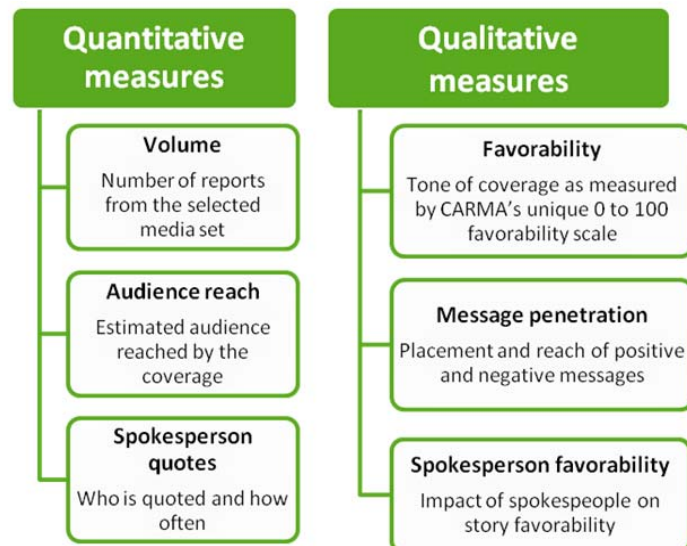 Quantitative
measures
Volume
Number of reports
from the selected
media set
Audience reach
Estimated audience
reached by the
coverage
Spokesperson
quotes
Who is quoted and how
often
Qualitative
measures
Favorability
Tone of coverage as measured
by CARMA's unique 0 to 100
favorability scale
Message penetration
Placement and reach of positive
and negative messages
Spokesperson favorability
Impact of spokespeople on
story favorability